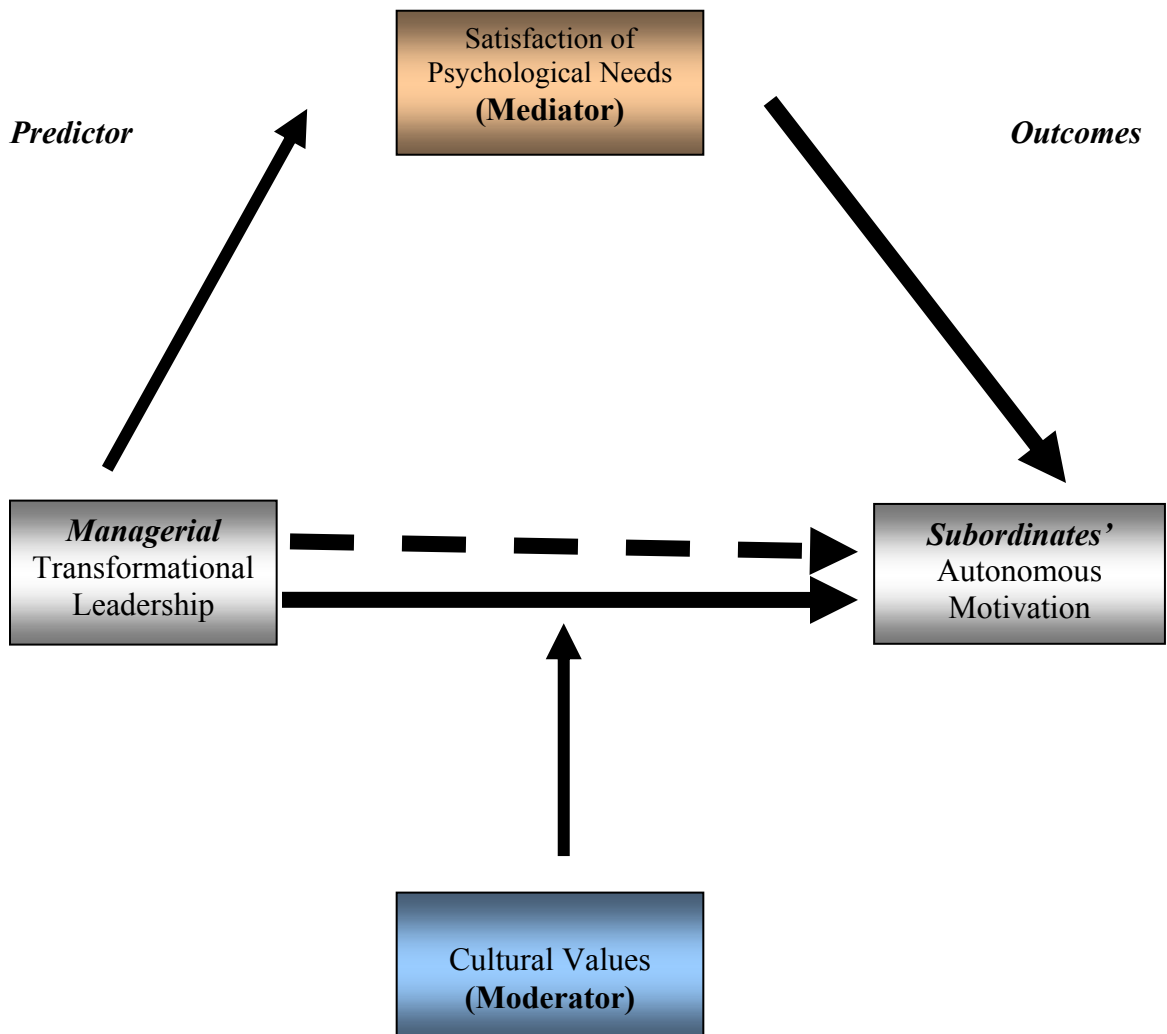 Satisfaction of
Psychological Needs
(Mediator)
Predictor
Outcomes
Managerial
Transformational
Leadership
Subordinates’
Autonomous
Motivation
Cultural Values
(Moderator)